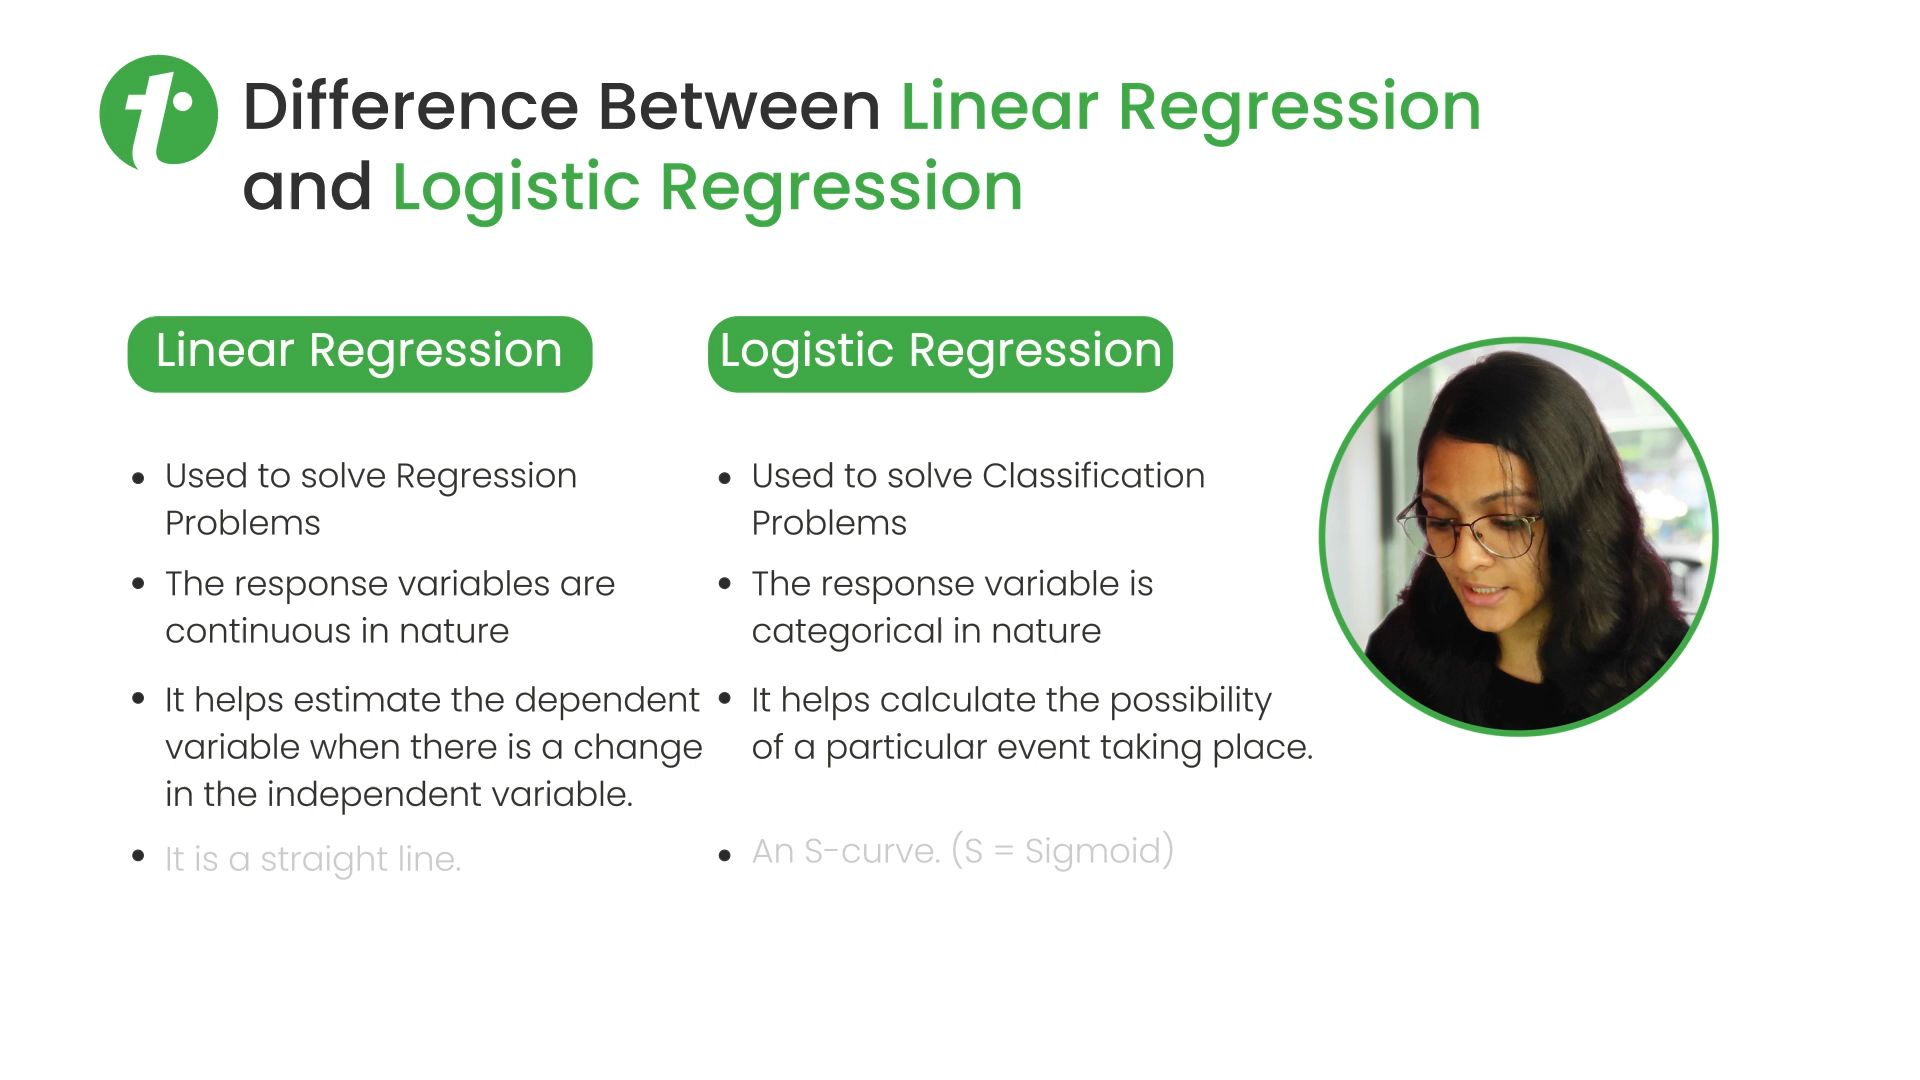 Difference Between Linear Regression
and Logistic Regression
Linear Regression
Used to solve Regression
Problems
The response variables are
continuous in nature
It helps estimate the dependent
variable when there is a change
in the independent variable.
It is a straight line.
Logistic Regression
Used to solve Classification
Problems
The response variable is
categorical in nature
It helps calculate the possibility
of a particular event taking place.
An S-curve. (S = Sigmoid)